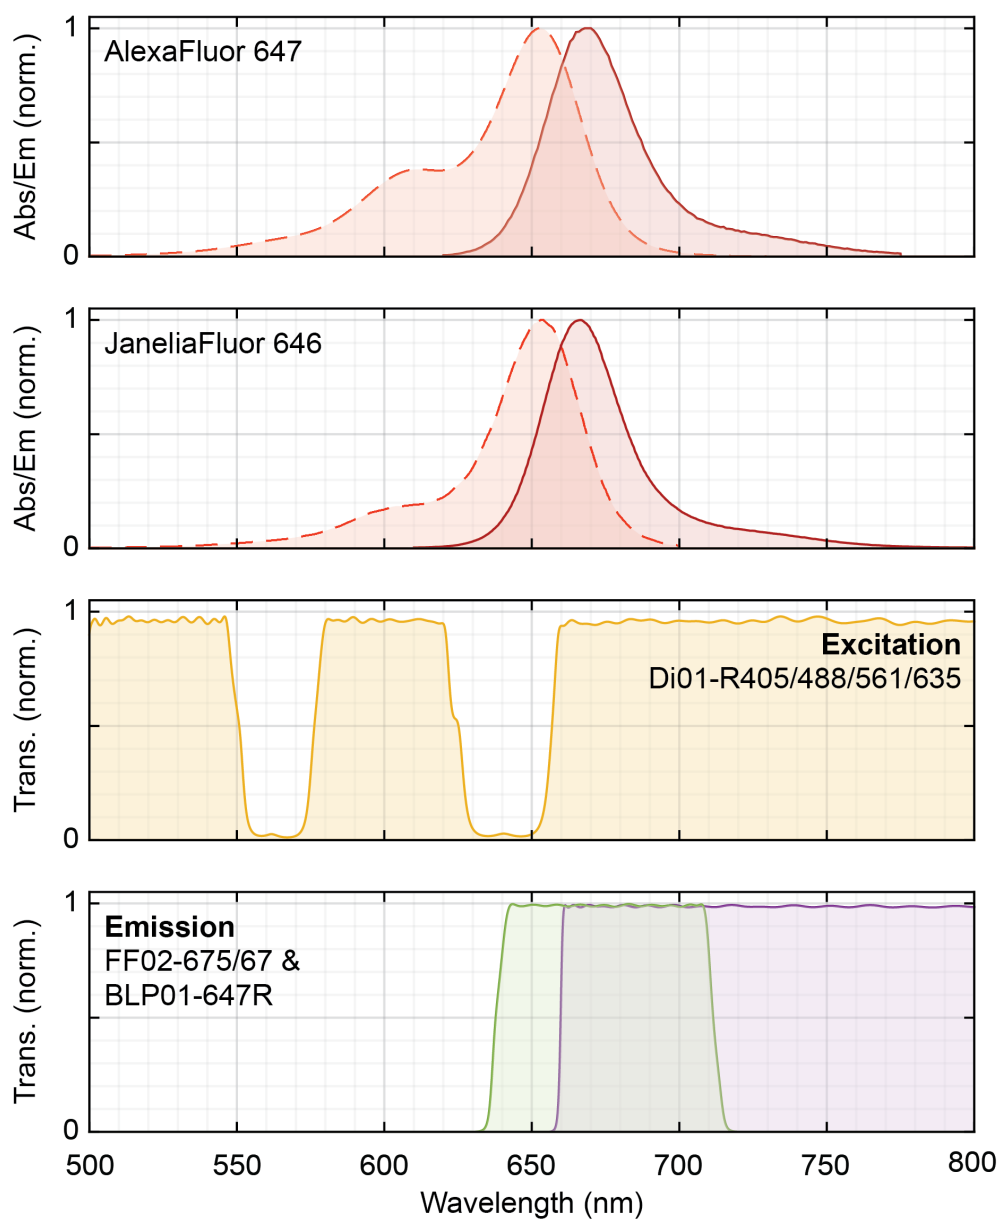 1
AlexaFluor 647
Abs/Em (norm.)
0
1
JaneliaFluor 646
Abs/Em (norm.)
0
1
Excitation
Di01-R405/488/561/635
Trans. (norm.)
0
1
Emission
FF02-675/67 &
BLP01-647R
Trans. (norm.)
0
500 550 600 650 700 750 800
Wavelength (nm)